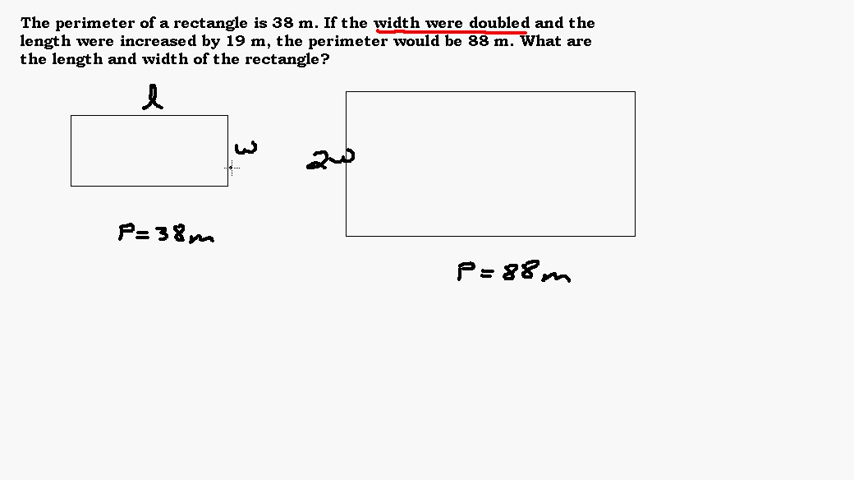 The perimeter of a rectangle is 38 m. If the width were doubled and the
length were increased by 19 m, the perimeter would be 88 m. What are
the length and width of the rectangle?
l
w
2w
P=38m
P=88m